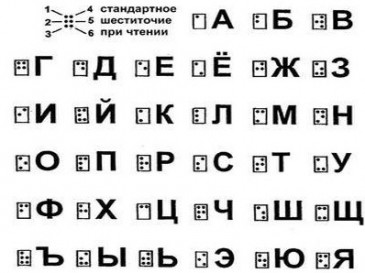 1 4 стандартное
2 5 шеститочие
3 6 при чтении
А Б В
Г Д Е Ё Ж З
И Й К Л М Н
О П Р С Т У
Ф Х Ц Ч Ш Щ
Ъ Ы Ь Э Ю Я